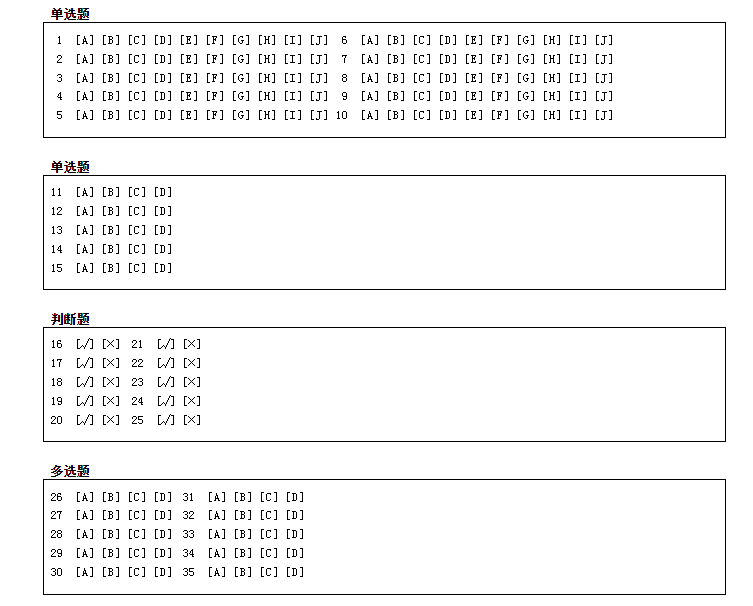 单选题
1 [A] [B] [C] [D] [E] [F] [G] [H] [I] [J] 6 [A] [B] [C] [D] [E] [F] [G] [H] [I] [J]
2 [A] [B] [C] [D] [E] [F] [G] [H] [I] [J] 7 [A] [B] [C] [D] [E] [F] [G] [H] [I] [J]
3 [A] [B] [C] [D] [E] [F] [G] [H] [I] [J] 8 [A] [B] [C] [D] [E] [F] [G] [H] [I] [J]
4 [A] [B] [C] [D] [E] [F] [G] [H] [I] [J] 9 [A] [B] [C] [D] [E] [F] [G] [H] [I] [J]
5 [A] [B] [C] [D] [E] [F] [G] [H] [I] [J] 10 [A] [B] [C] [D] [E] [F] [G] [H] [I] [J]
单选题
11 [A] [B] [C] [D]
12 [A] [B] [C] [D]
13 [A] [B] [C] [D]
14 [A] [B] [C] [D]
15 [A] [B] [C] [D]
判断题
16 [√] [×] 21 [√] [×]
17 [√] [×] 22 [√] [×]
18 [√] [×] 23 [√] [×]
19 [√] [×] 24 [√] [×]
20 [√] [×] 25 [√] [×]
多选题
26 [A] [B] [C] [D] 31 [A] [B] [C] [D]
27 [A] [B] [C] [D] 32 [A] [B] [C] [D]
28 [A] [B] [C] [D] 33 [A] [B] [C] [D]
29 [A] [B] [C] [D] 34 [A] [B] [C] [D]
30 [A] [B] [C] [D] 35 [A] [B] [C] [D]